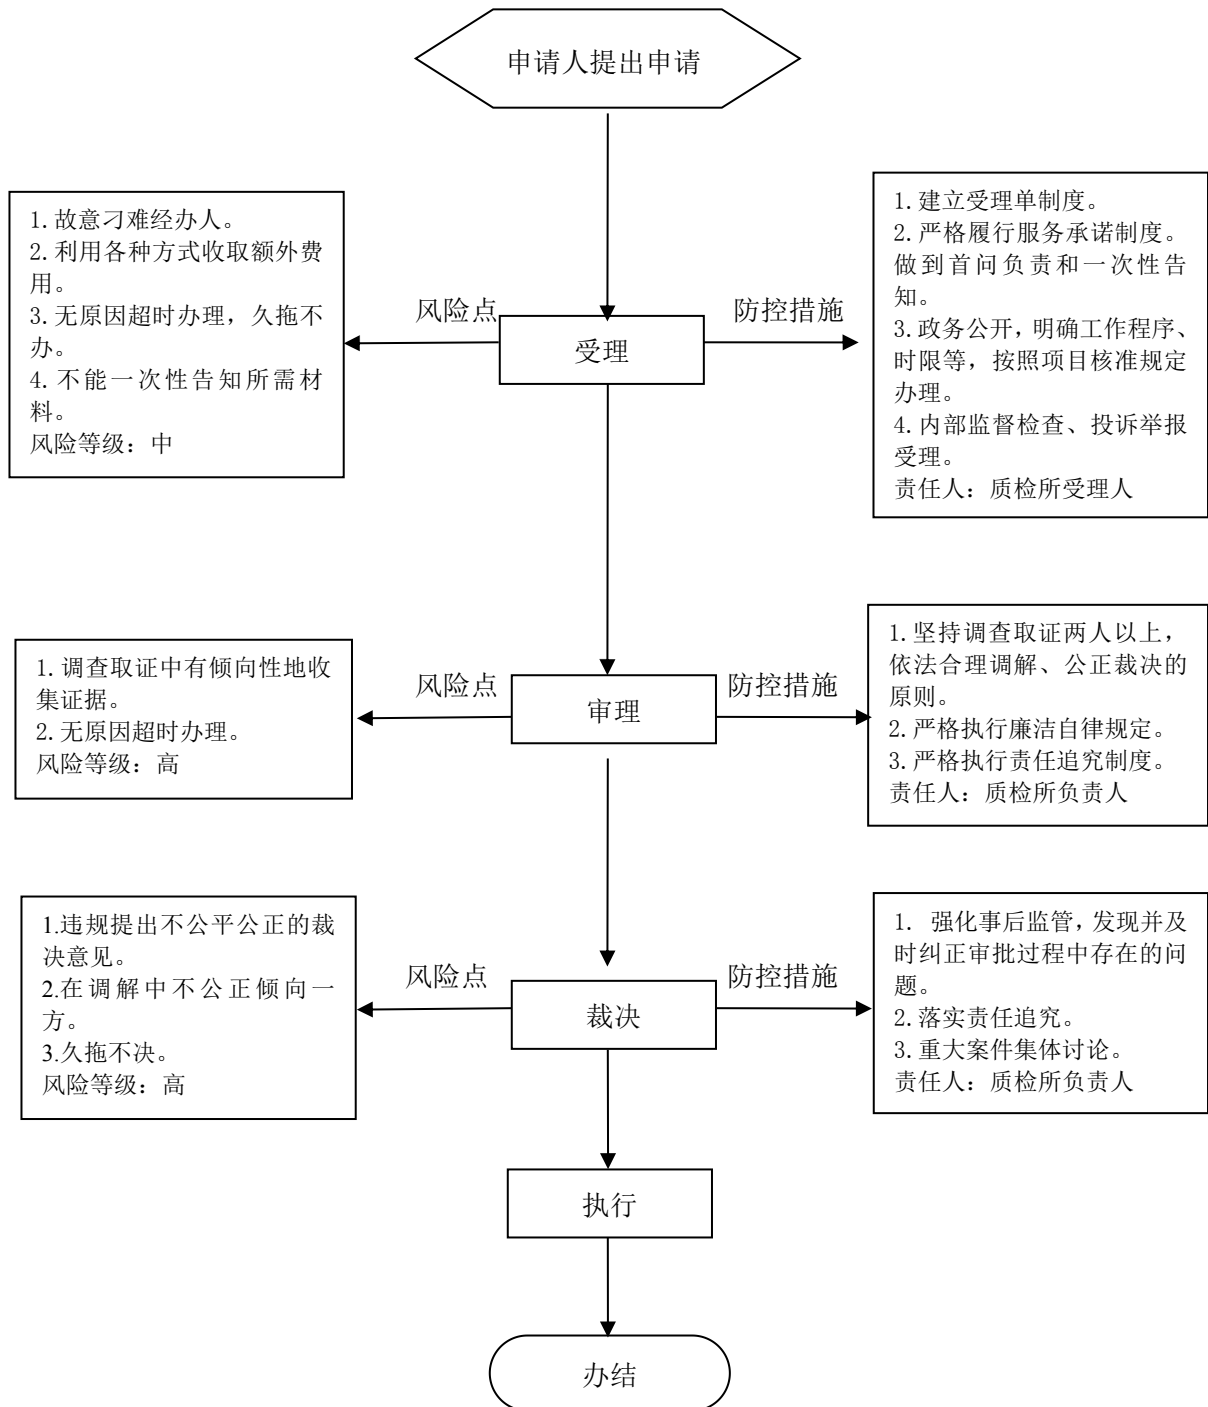 申请人提出申请
1.故意刁难经办人。
2.利用各种方式收取额外费
用。
3.无原因超时办理，久拖不
办。
4.不能一次性告知所需材
料。
风险等级：中
风险点
受理
防控措施
1.建立受理单制度。
2.严格履行服务承诺制度。
做到首问负责和一次性告
知。
3.政务公开，明确工作程序、
时限等，按照项目核准规定
办理。
4.内部监督检查、投诉举报
受理。
责任人：质检所受理人
1.调查取证中有倾向性地收
集证据。
2.无原因超时办理。
风险等级：高
风险点
审理
防控措施
1.坚持调查取证两人以上，
依法合理调解、公正裁决的
原则。
2.严格执行廉洁自律规定。
3.严格执行责任追究制度。
责任人：质检所负责人
1.违规提出不公平公正的裁
决意见。
2.在调解中不公正倾向一
方。
3.久拖不决。
风险等级：高
风险点
裁决
防控措施
1. 强化事后监管，发现并及
时纠正审批过程中存在的问
题。
2.落实责任追究。
3.重大案件集体讨论。
责任人：质检所负责人
执行
办结